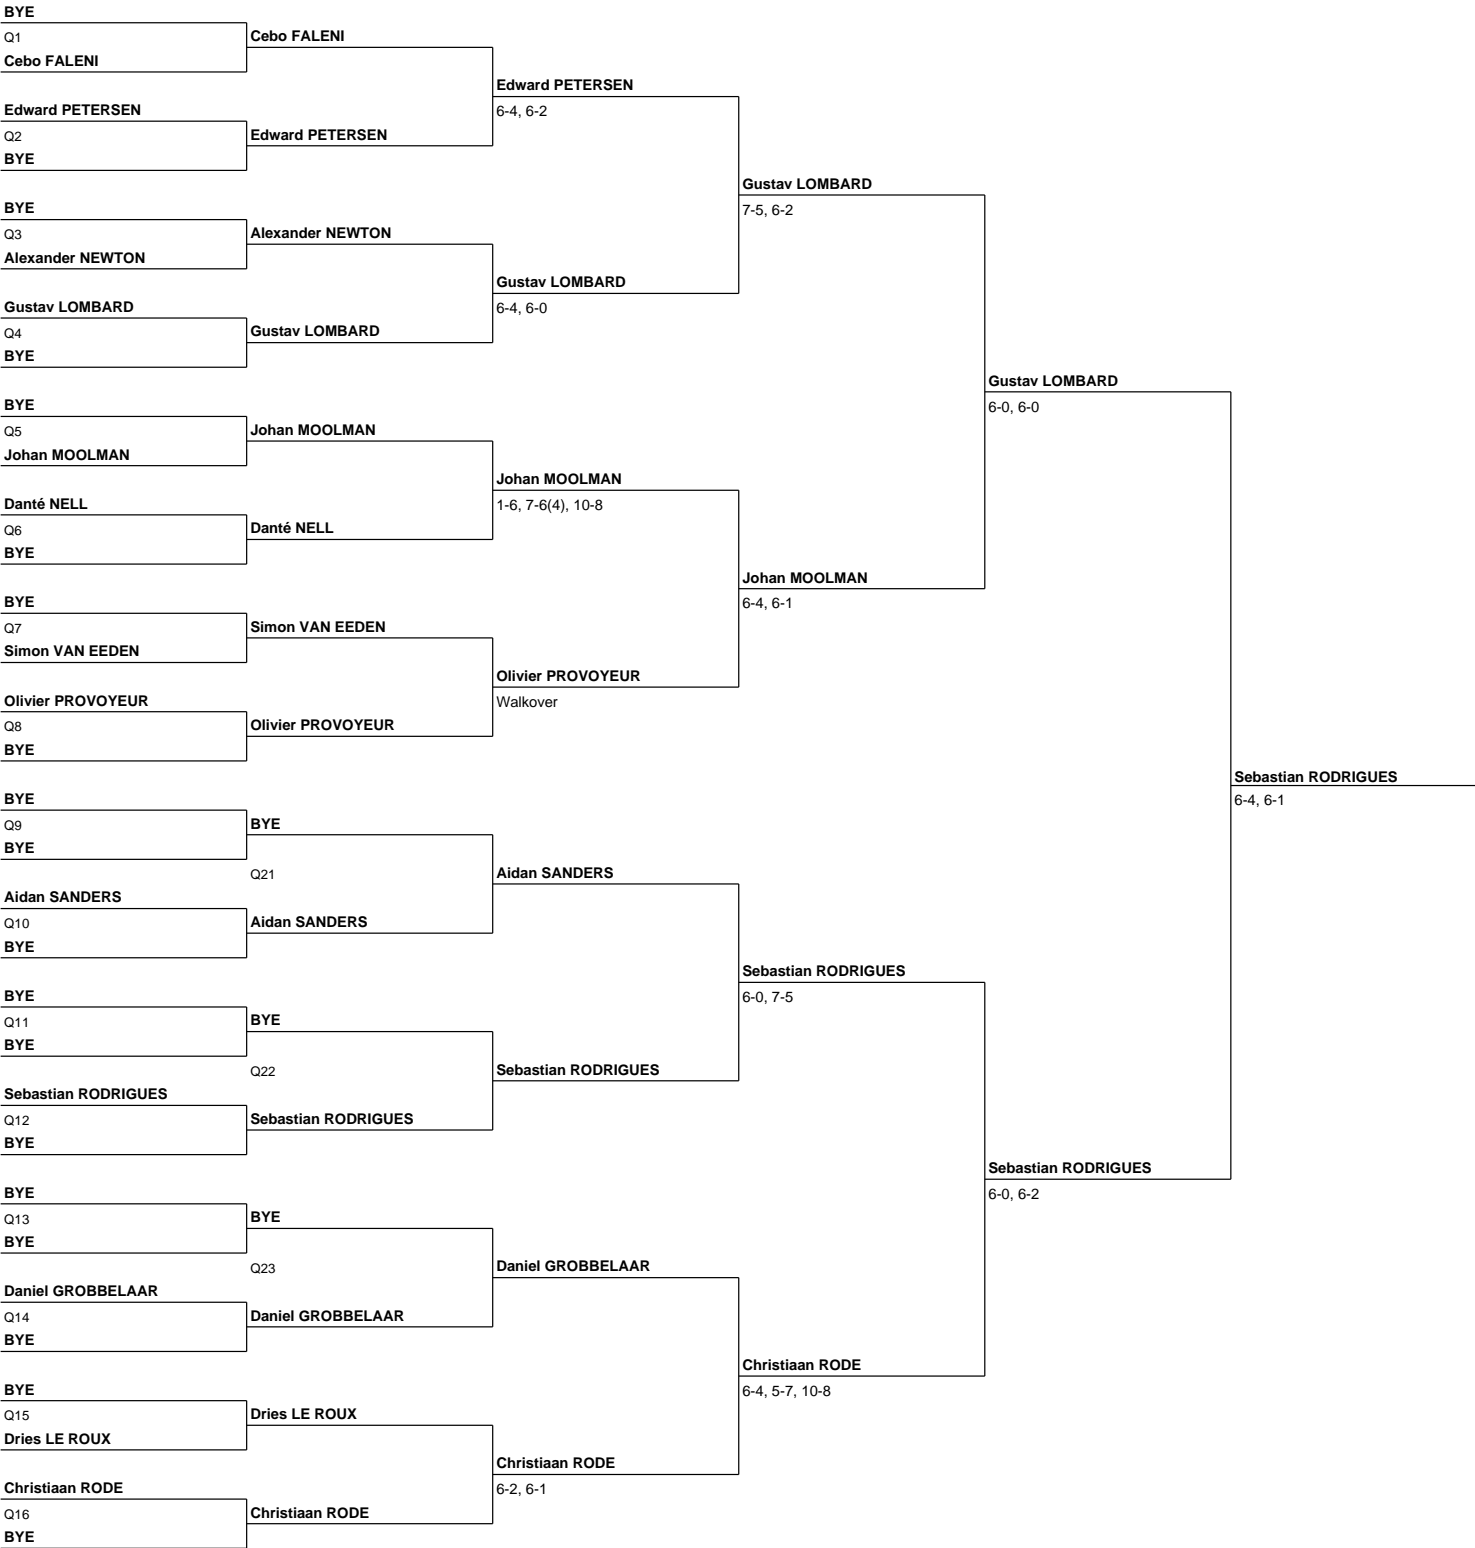 BYE
Q1
Cebo FALENI
Cebo FALENI
Edward PETERSEN
6-4, 6-2
Edward PETERSEN
Q2
Edward PETERSEN
BYE
Gustav LOMBARD
7-5, 6-2
BYE
Q3
Alexander NEWTON
Alexander NEWTON
Gustav LOMBARD
6-4, 6-0
Gustav LOMBARD
Q4
Gustav LOMBARD
BYE
Gustav LOMBARD
6-0, 6-0
BYE
Q5
Johan MOOLMAN
Johan MOOLMAN
Johan MOOLMAN
1-6, 7-6(4), 10-8
Danté NELL
Q6
Danté NELL
BYE
Johan MOOLMAN
6-4, 6-1
BYE
Q7
Simon VAN EEDEN
Simon VAN EEDEN
Olivier PROVOYEUR
Walkover
Olivier PROVOYEUR
Q8
Olivier PROVOYEUR
BYE
Sebastian RODRIGUES
6-4, 6-1
BYE
Q9
BYE
BYE
Q21
Aidan SANDERS
Aidan SANDERS
Q10
Aidan SANDERS
BYE
Sebastian RODRIGUES
6-0, 7-5
BYE
Q11
BYE
BYE
Q22
Sebastian RODRIGUES
Sebastian RODRIGUES
Q12
Sebastian RODRIGUES
BYE
Sebastian RODRIGUES
6-0, 6-2
BYE
Q13
BYE
BYE
Q23
Daniel GROBBELAAR
Daniel GROBBELAAR
Q14
Daniel GROBBELAAR
BYE
Christiaan RODE
6-4, 5-7, 10-8
BYE
Q15
Dries LE ROUX
Dries LE ROUX
Christiaan RODE
6-2, 6-1
Christiaan RODE
Q16
Christiaan RODE
BYE